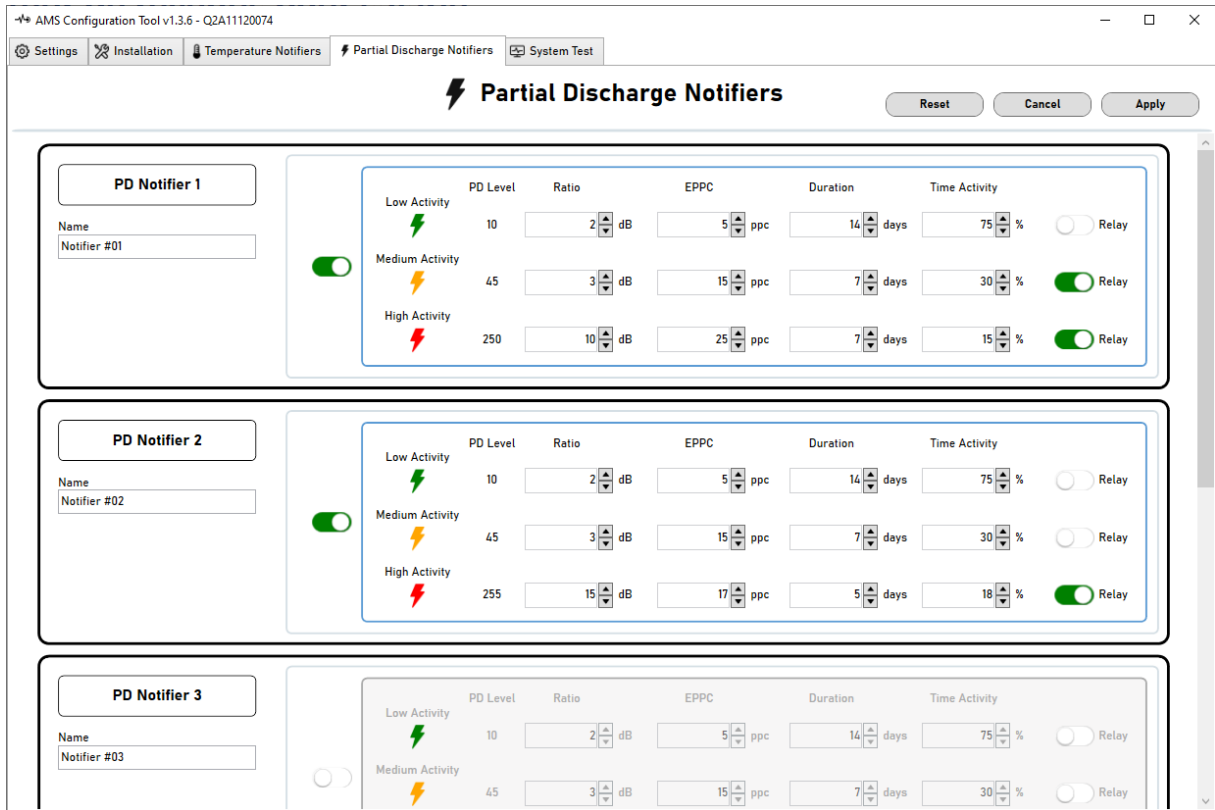 AMS Configuration Tool v1.3.6 - Q2A11120074
Settings Installation Temperature Notifiers Partial Discharge Notifiers System Test
Partial Discharge Notifiers Reset Cancel Apply
PD Notifier 1
Name
Notifier #01
PD Level Ratio EPPC Duration Time Activity
Low Activity
10 2 dB 5 ppc 14 days 75 % Relay
Medium Activity
45 3 dB 15 ppc 7 days 30 % Relay
High Activity
250 10 dB 25 ppc 7 days 15 % Relay
PD Notifier 2
Name
Notifier #02
PD Level Ratio EPPC Duration Time Activity
Low Activity
10 2 dB 5 ppc 14 days 75 % Relay
Medium Activity
45 3 dB 15 ppc 7 days 30 % Relay
High Activity
255 15 dB 17 ppc 5 days 18 % Relay
PD Notifier 3
Name
Notifier #03
PD Level Ratio EPPC Duration Time Activity
Low Activity
10 2 dB 5 ppc 14 days 75 % Relay
Medium Activity
45 3 dB 15 ppc 7 days 30 % Relay